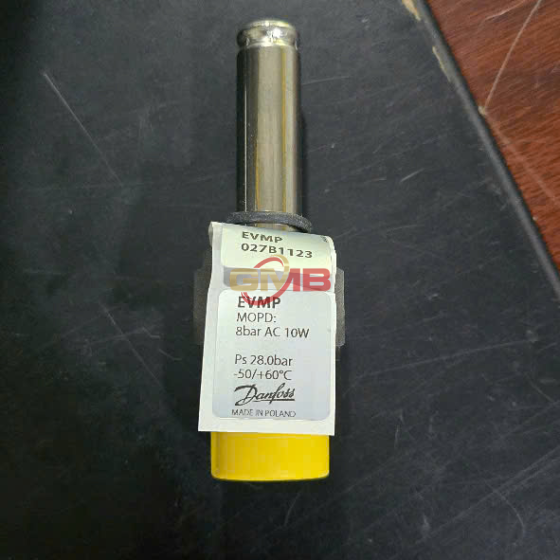 EVMP
027B1123
GMB
EVMP
MOPD:
8bar AC 10W
Ps 28.0bar
-50/+60°C
Danfoss
MADE IN POLAND